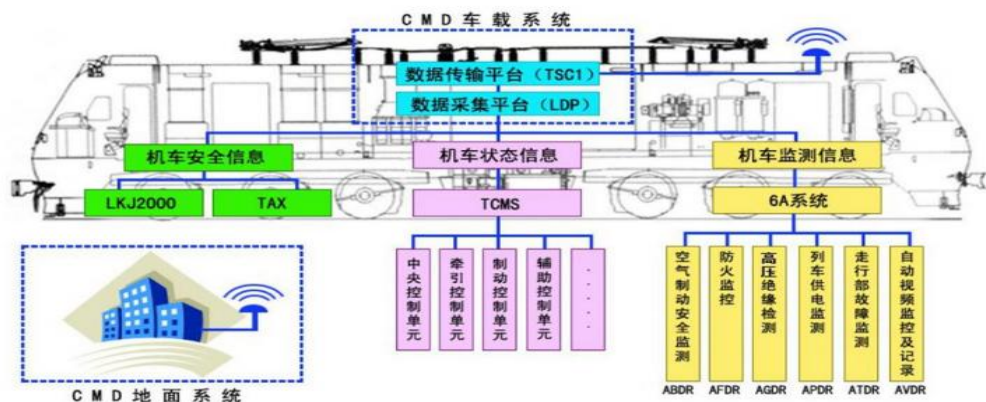 CMD车载系统
数据传输平台（TSC1）
数据采集平台（LDP）
机车安全信息
机车状态信息
机车监测信息
LKJ2000
TAX
TCMS
6A系统
中央控制单元
牵引控制单元
制动控制单元
辅助控制单元
......
空气制动安全监测
防火监控
高压绝缘检测
列车供电监测
走行部故障监测
自动视频监控及记录
ABDR
AFDR
AGDR
APDR
ATDR
AVDR
CMD地面系统